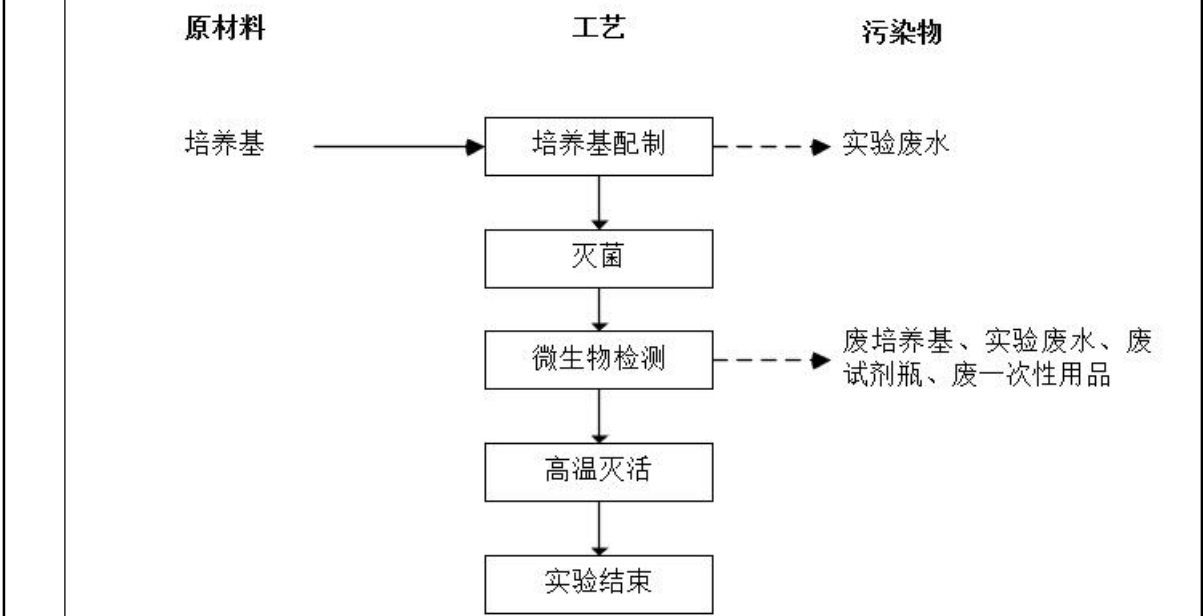 原材料 工艺 污染物
培养基 培养基配制 实验废水
灭菌
微生物检测
废培养基、实验废水、废
试剂瓶、废一次性用品
高温灭活
实验结束